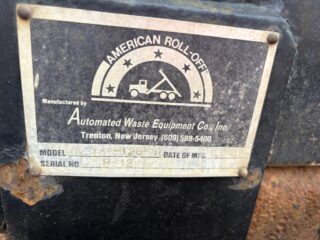 AMERICAN ROLL-OFF
Manufactured by
Automated Waste Equipment Co., Inc.
Trenton, New Jersey (609) 588-5400
MODEL DATE OF MFG.
SERIAL NO.